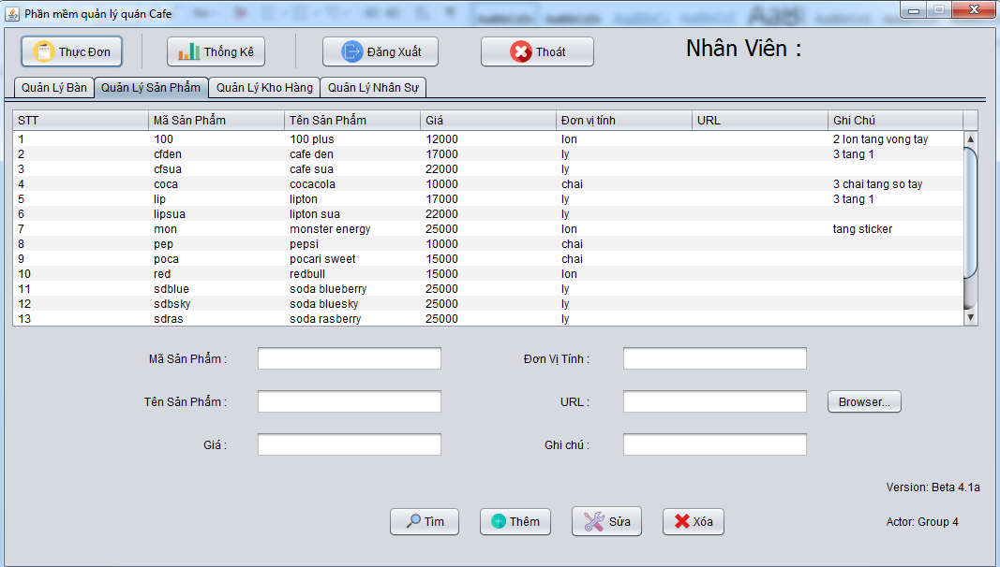 Phần mềm quản lý quán Cafe
Thực Đơn Thống Kê Đăng Xuất Thoát Nhân Viên :
Quản Lý Bàn Quản Lý Sản Phẩm Quản Lý Kho Hàng Quản Lý Nhân Sự
STT Mã Sản Phẩm Tên Sản Phẩm Giá Đơn vị tính URL Ghi Chú
1 100 100 plus 12000 lon 2 lon tang vong tay
2 cfden cafe den 17000 ly 3 tang 1
3 cfsua cafe sua 22000 ly
4 coca cocacola 10000 chai 3 chai tang so tay
5 lip lipton 17000 ly 3 tang 1
6 lipsua lipton sua 22000 ly
7 mon monster energy 25000 lon tang sticker
8 pep pepsi 10000 chai
9 poca pocari sweet 15000 chai
10 red redbull 15000 lon
11 sdblue soda blueberry 25000 ly
12 sdbsky soda bluesky 25000 ly
13 sdras soda rasberry 25000 ly
Mã Sản Phẩm : Đơn Vị Tính :
Tên Sản Phẩm : URL : Browser...
Giá : Ghi chú :
Version: Beta 4.1a
Tìm Thêm Sửa Xóa Actor: Group 4